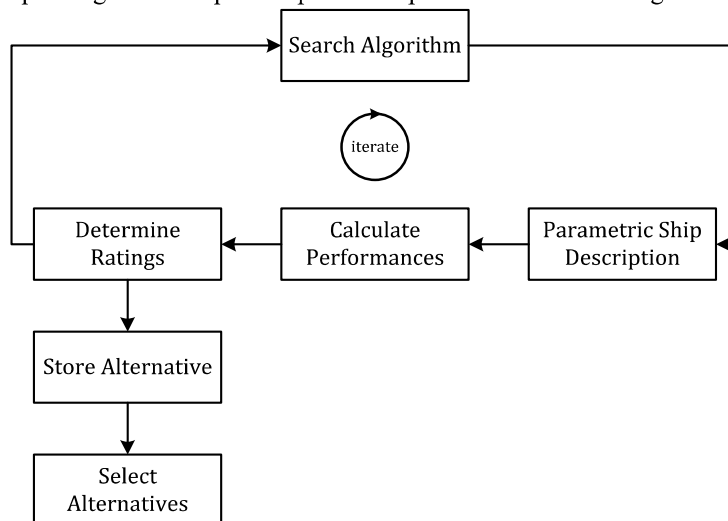 Search Algorithm
iterate
Determine
Ratings
Calculate
Performances
Parametric Ship
Description
Store Alternative
Select
Alternatives